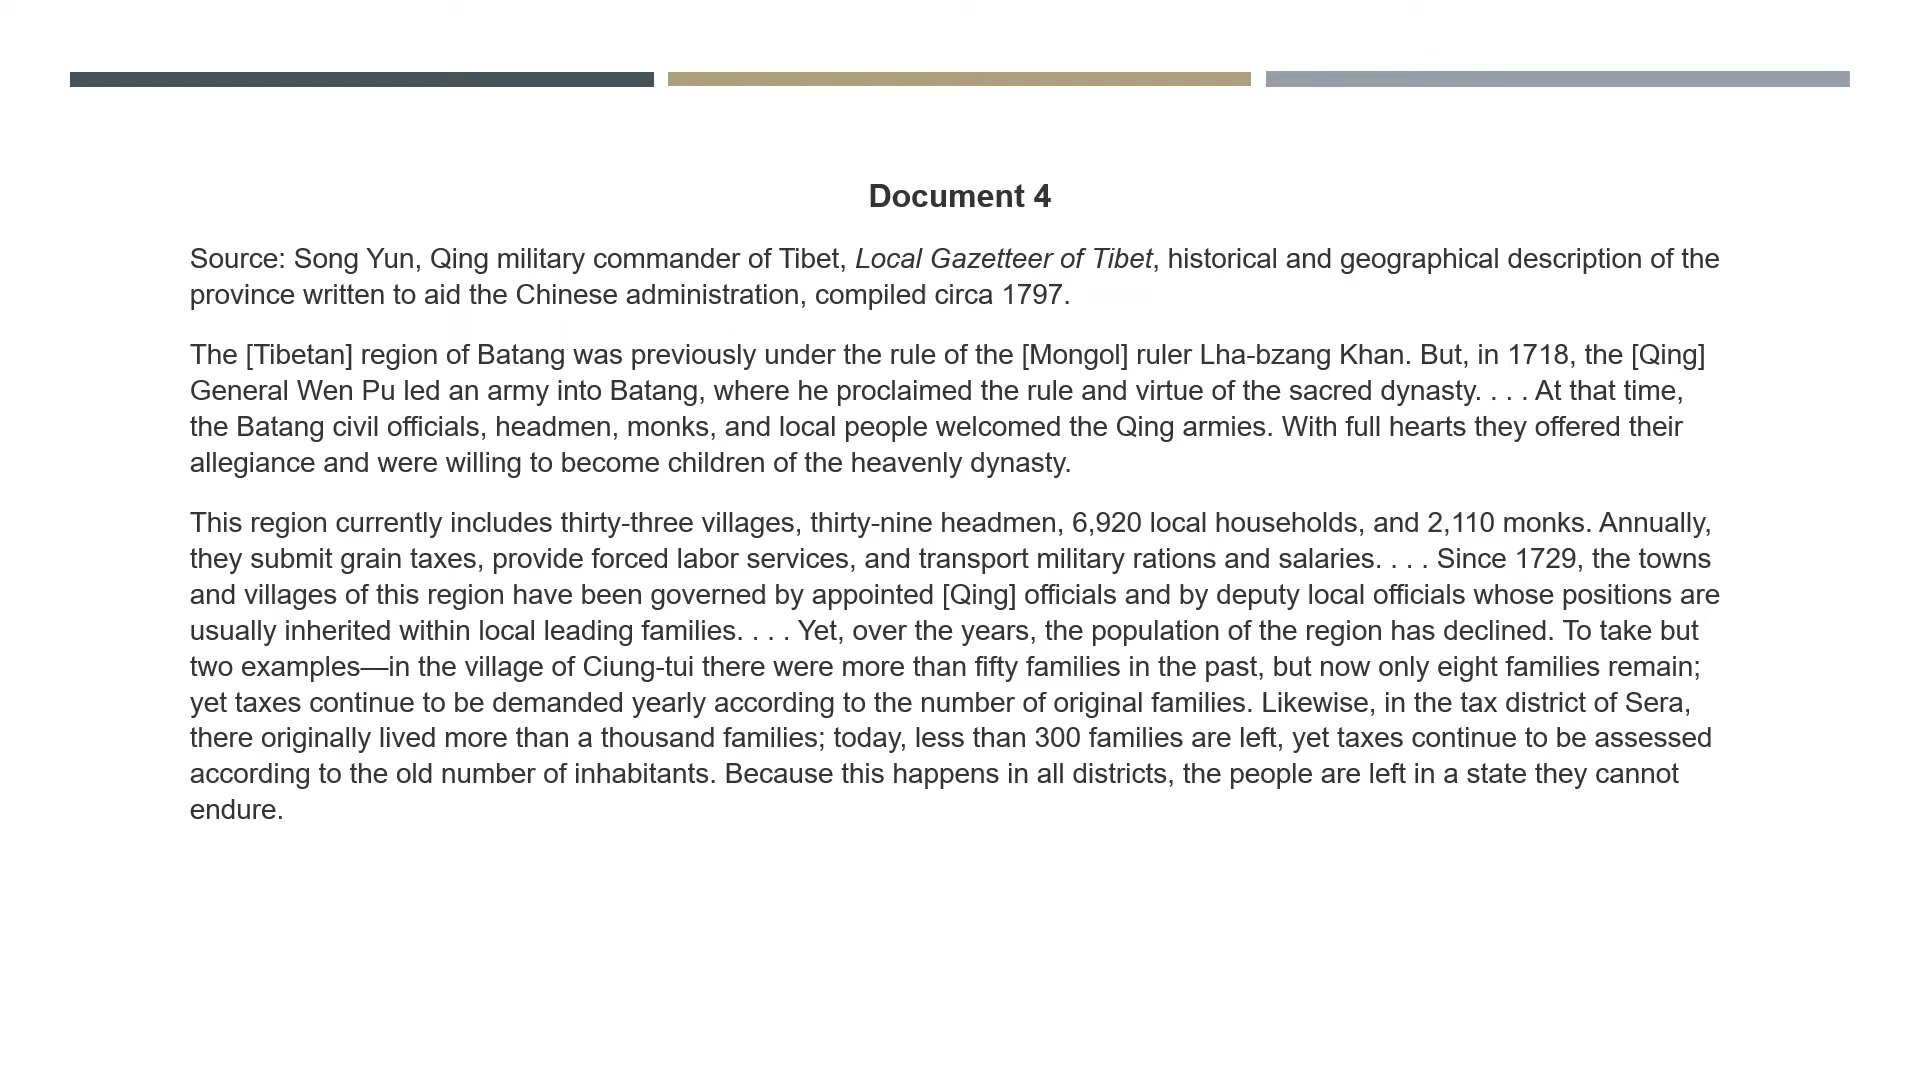 Document 4
Source: Song Yun, Qing military commander of Tibet, Local Gazetteer of Tibet, historical and geographical description of the
province written to aid the Chinese administration, compiled circa 1797.
The [Tibetan] region of Batang was previously under the rule of the [Mongol] ruler Lha-bzang Khan. But, in 1718, the [Qing]
General Wen Pu led an army into Batang, where he proclaimed the rule and virtue of the sacred dynasty. . . . At that time,
the Batang civil officials, headmen, monks, and local people welcomed the Qing armies. With full hearts they offered their
allegiance and were willing to become children of the heavenly dynasty.
This region currently includes thirty-three villages, thirty-nine headmen, 6,920 local households, and 2,110 monks. Annually,
they submit grain taxes, provide forced labor services, and transport military rations and salaries. . . . Since 1729, the towns
and villages of this region have been governed by appointed [Qing] officials and by deputy local officials whose positions are
usually inherited within local leading families. . . . Yet, over the years, the population of the region has declined. To take but
two examples—in the village of Ciung-tui there were more than fifty families in the past, but now only eight families remain;
yet taxes continue to be demanded yearly according to the number of original families. Likewise, in the tax district of Sera,
there originally lived more than a thousand families; today, less than 300 families are left, yet taxes continue to be assessed
according to the old number of inhabitants. Because this happens in all districts, the people are left in a state they cannot
endure.